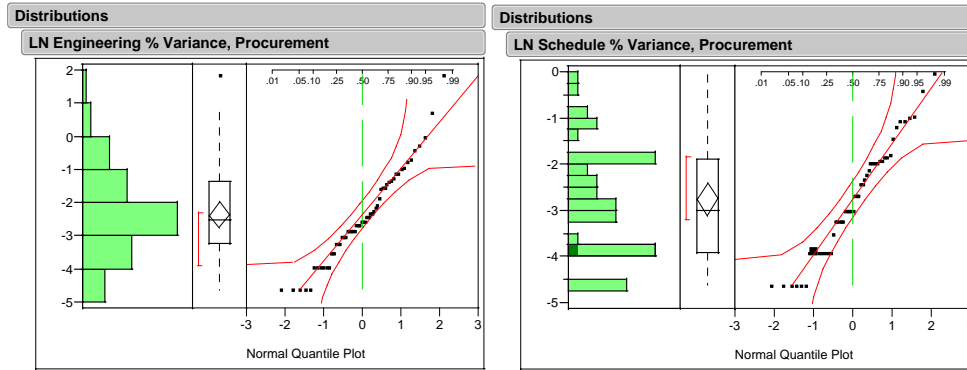 Distributions
LN Engineering % Variance, Procurement
2
1
0
-1
-2
-3
-4
-5
.01 .05 .10 .25 .50 .75 .90 .95 .99
-3 -2 -1 0 1 2 3
Normal Quantile Plot
Distributions
LN Schedule % Variance, Procurement
0
-1
-2
-3
-4
-5
.01 .05 .10 .25 .50 .75 .90 .95 .99
-3 -2 -1 0 1 2
Normal Quantile Plot